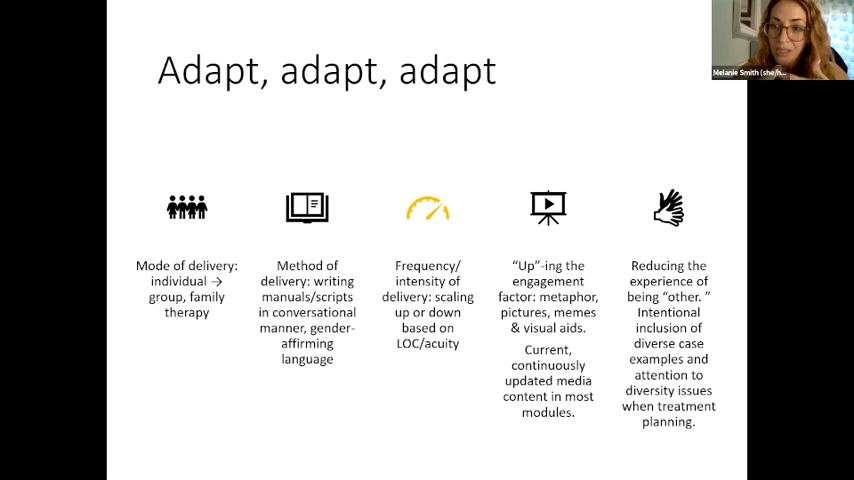 Adapt, adapt, adapt
Melanie Smith (she/h...
Mode of delivery:
individual →
group, family
therapy
Method of
delivery: writing
manuals/scripts
in conversational
manner, gender-
affirming
language
Frequency/
intensity of
delivery: scaling
up or down
based on
LOC/acuity
“Up”-ing the
engagement
factor: metaphor,
pictures, memes
& visual aids.
Current,
continuously
updated media
content in most
modules.
Reducing the
experience of
being “other. ”
Intentional
inclusion of
diverse case
examples and
attention to
diversity issues
when treatment
planning.